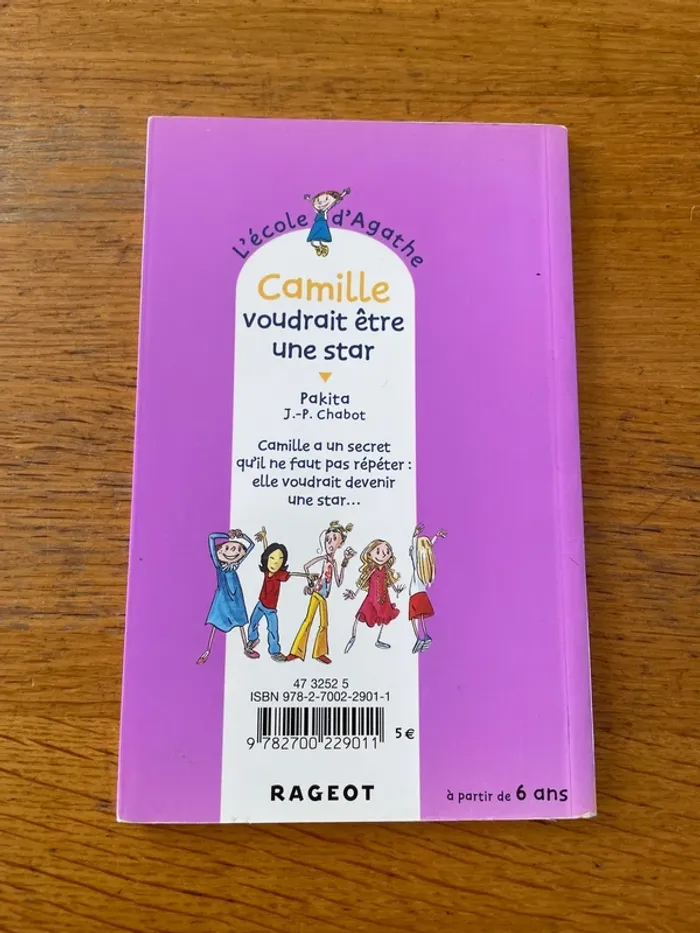 L'école d'Agathe
Camille
voudrait être
une star
Pakita
J.-P. Chabot
Camille a un secret
qu'il ne faut pas répéter :
elle voudrait devenir
une star...
47 3252 5
ISBN 978-2-7002-2901-1
9 782700 229011
5 €
RAGEOT
à partir de 6 ans